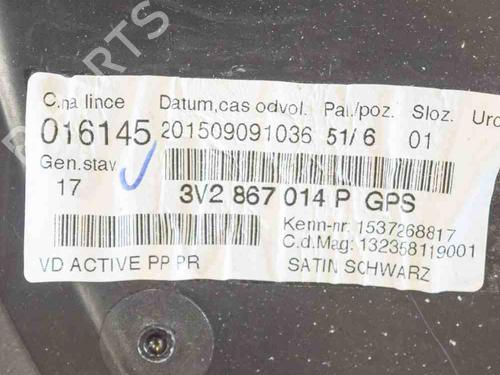 PARTS
C.na lince Datum,cas odvol. Pal./poz. Sloz. Urc
016145 201509091036 51/6 01
Gen.stav
17 3V2 867 014 P GPS
Kenn-nr. 1537268817
C.d.Mag: 132358119001
VD ACTIVE PP PR SATIN SCHWARZ